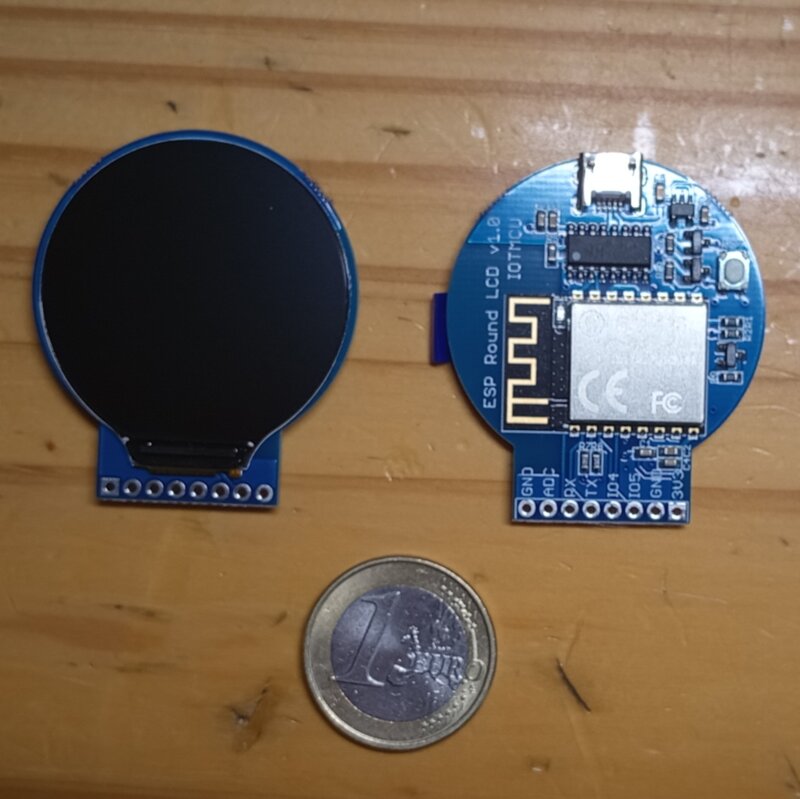 ESP Round LCD v1.0
IOTMCU
CE
FC
GND
ADC
RX
TX
IO4
IO5
GND
3V3
1
EURO